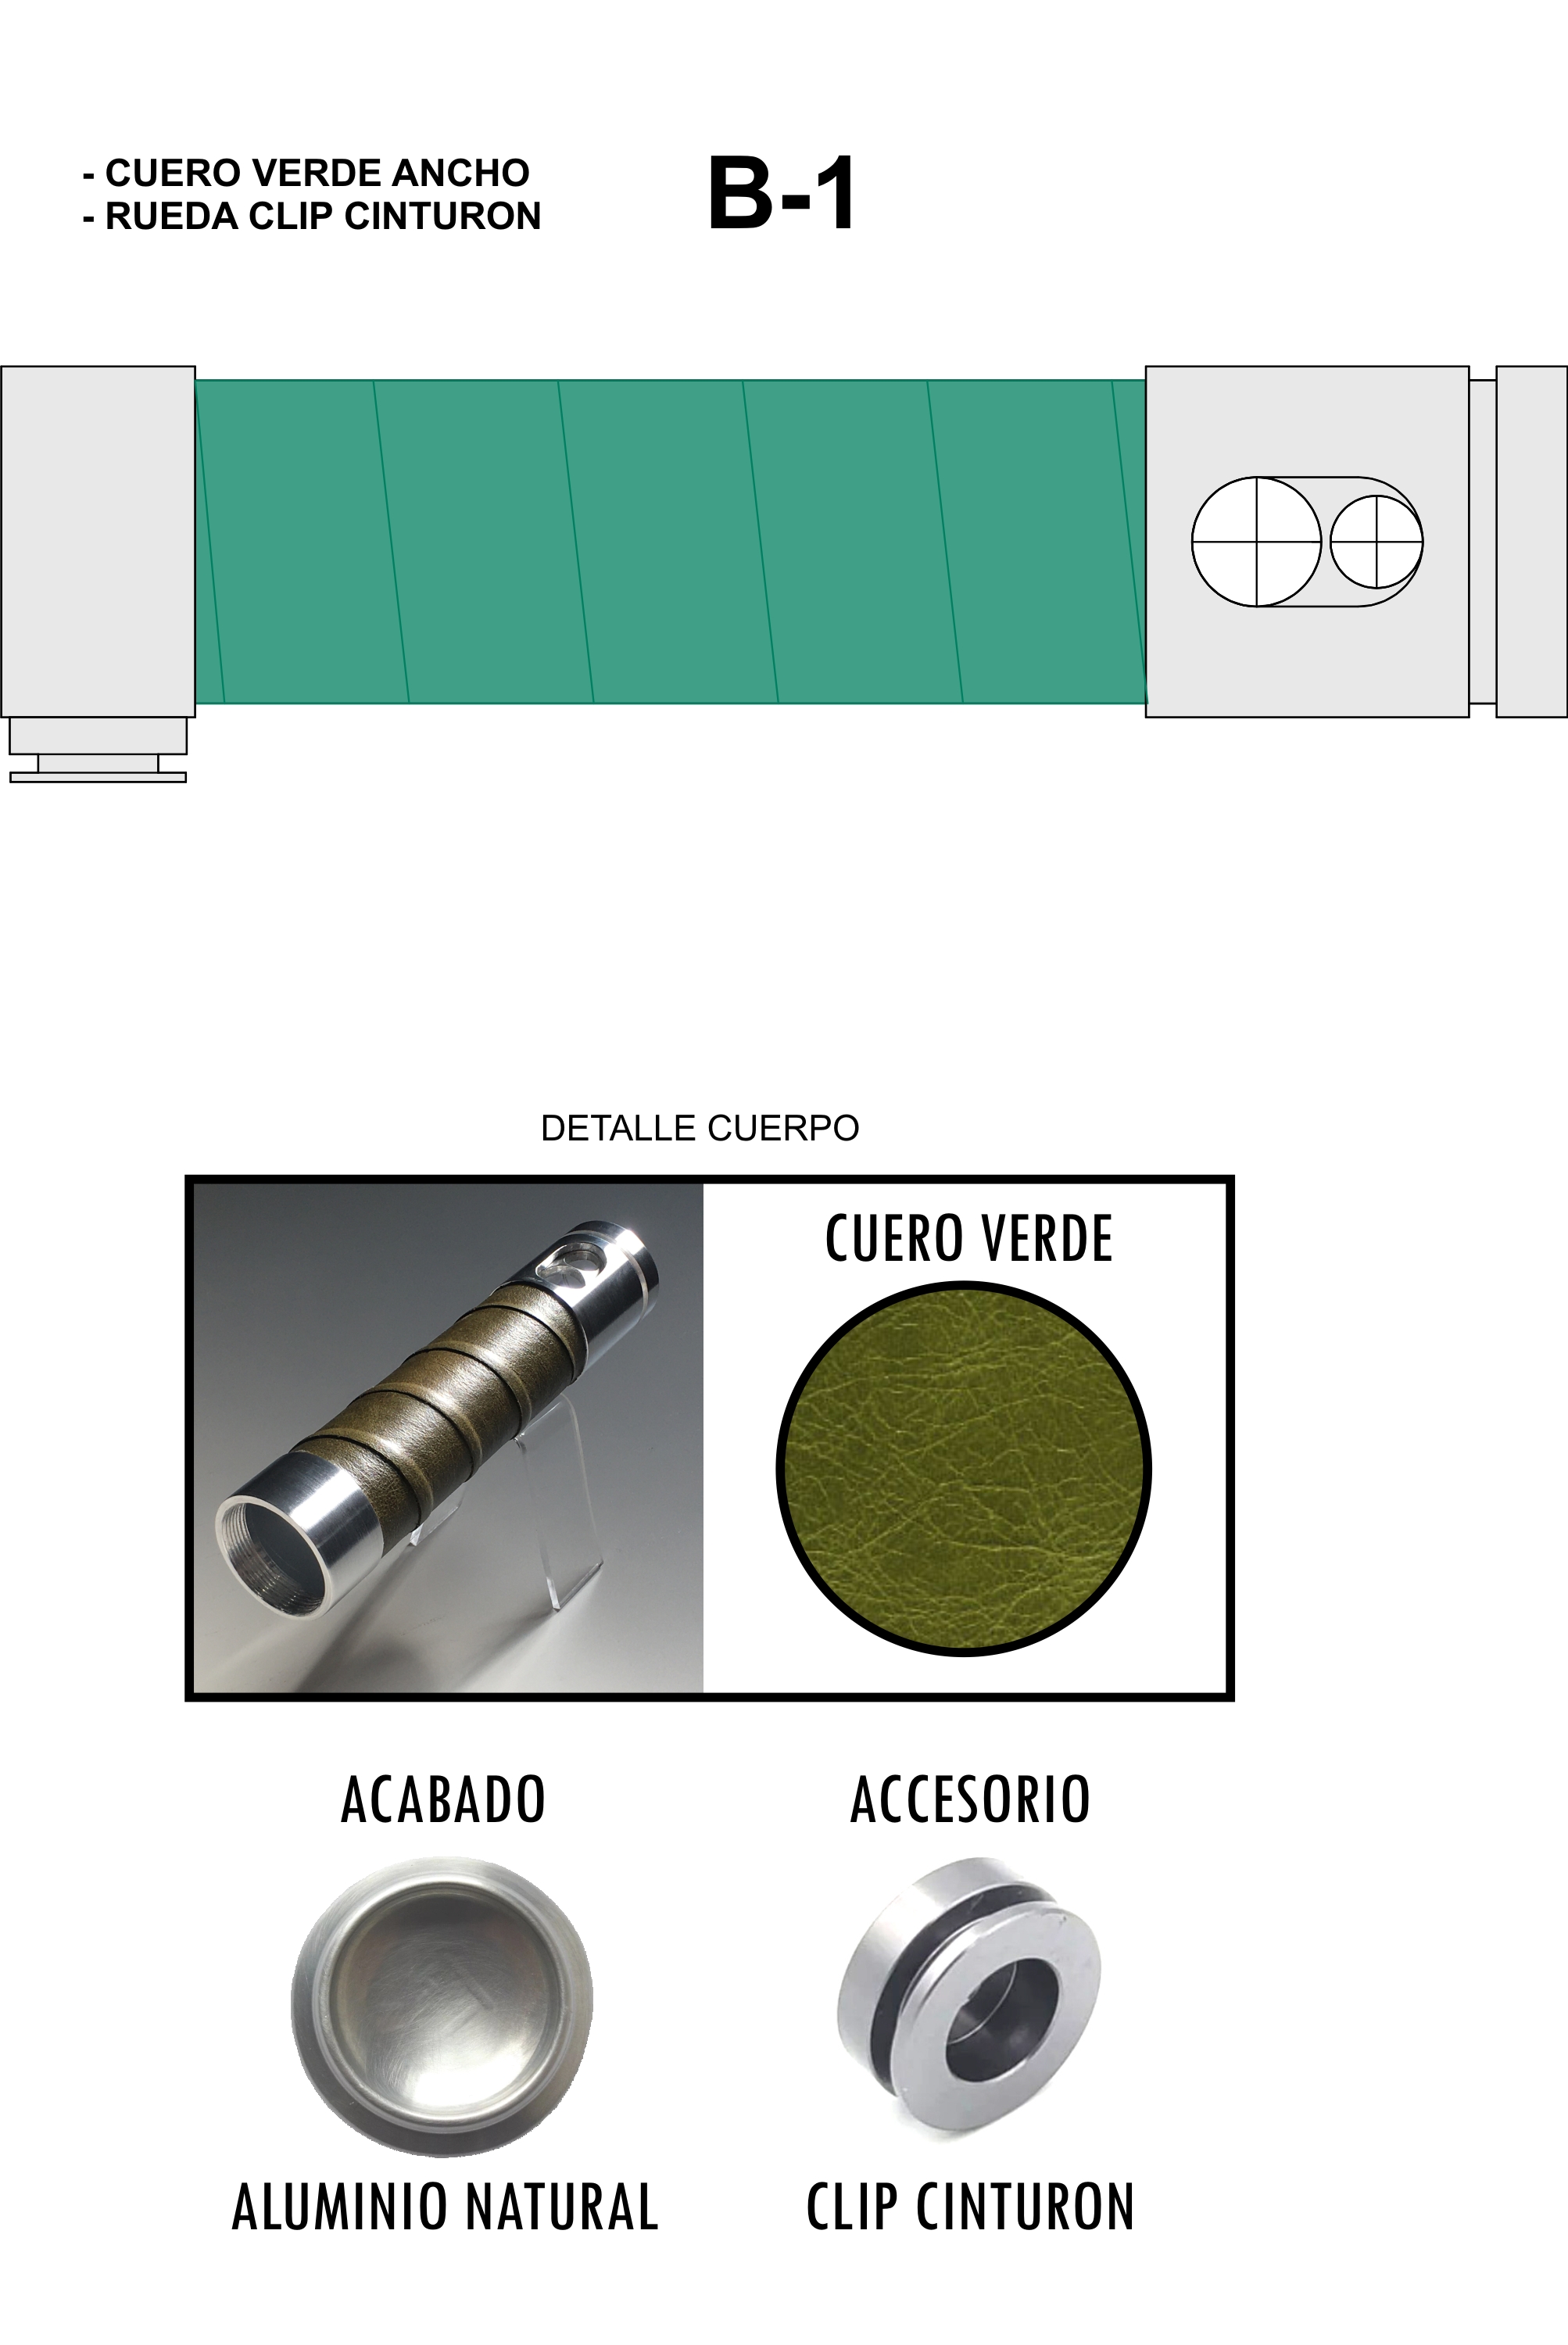 - CUERO VERDE ANCHO
- RUEDA CLIP CINTURON
B-1
DETALLE CUERPO
CUERO VERDE
ACABADO
ACCESORIO
ALUMINIO NATURAL
CLIP CINTURON